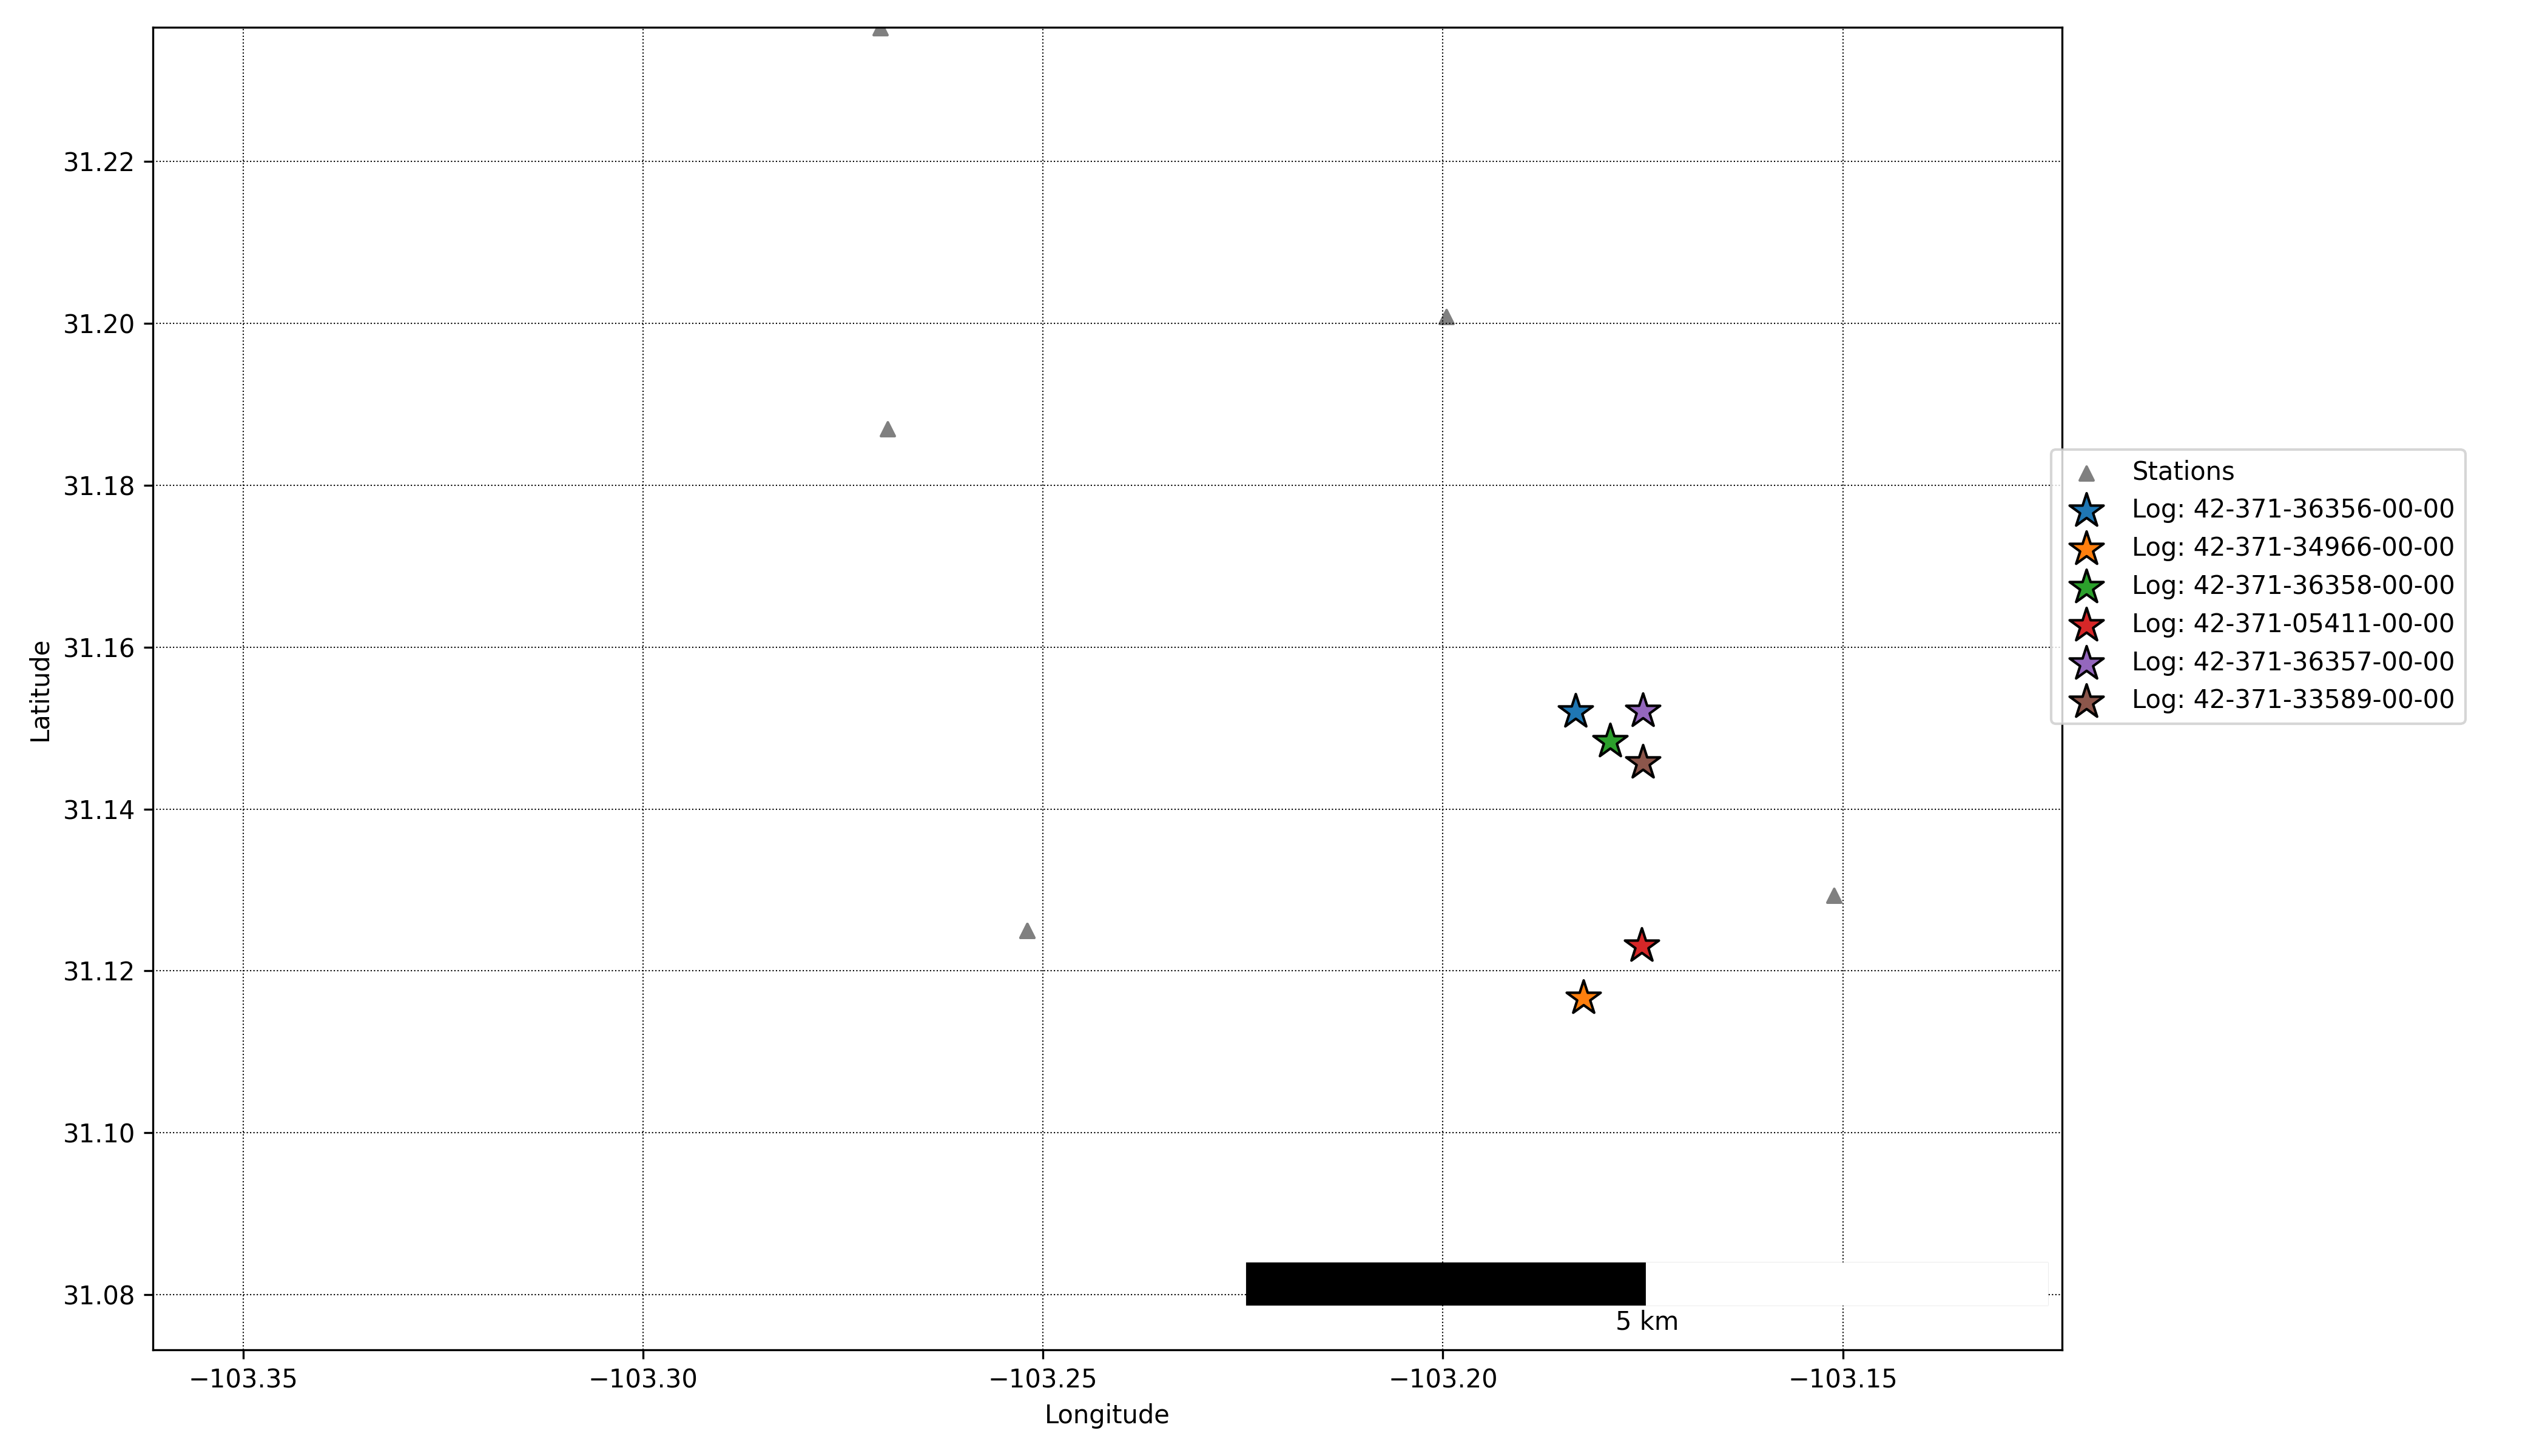 31.22
31.20
31.18
31.16
31.14
31.12
31.10
31.08
Latitude
−103.35
−103.30
−103.25
−103.20
−103.15
Longitude
5 km
Stations
Log: 42-371-36356-00-00
Log: 42-371-34966-00-00
Log: 42-371-36358-00-00
Log: 42-371-05411-00-00
Log: 42-371-36357-00-00
Log: 42-371-33589-00-00